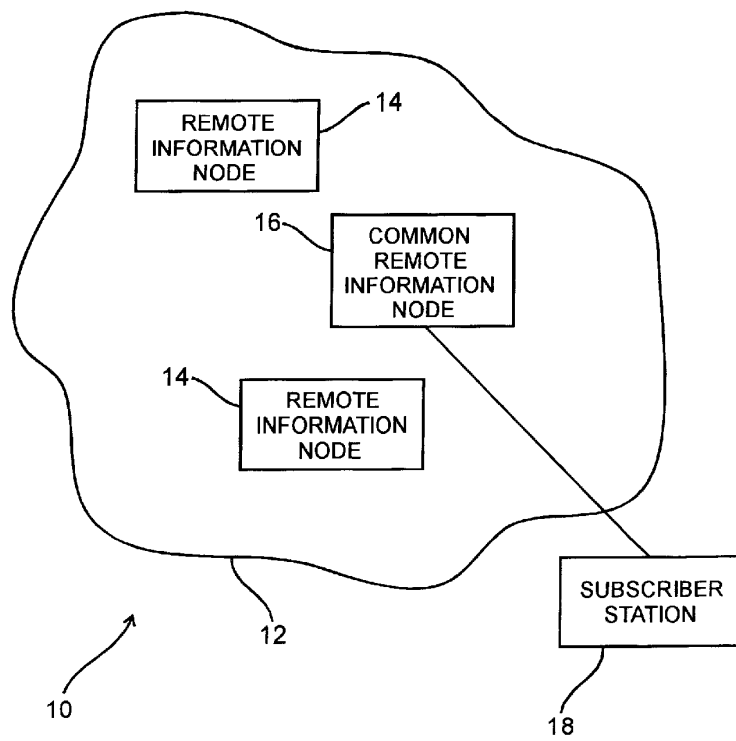 REMOTE
INFORMATION
NODE
14
16
COMMON
REMOTE
INFORMATION
NODE
14
REMOTE
INFORMATION
NODE
12
SUBSCRIBER
STATION
10
18